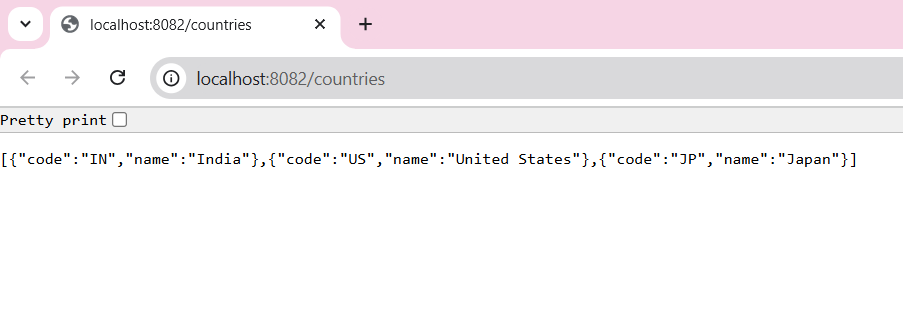 localhost:8082/countries
localhost:8082/countries
Pretty print
[{"code":"IN","name":"India"},{"code":"US","name":"United States"},{"code":"JP","name":"Japan"}]